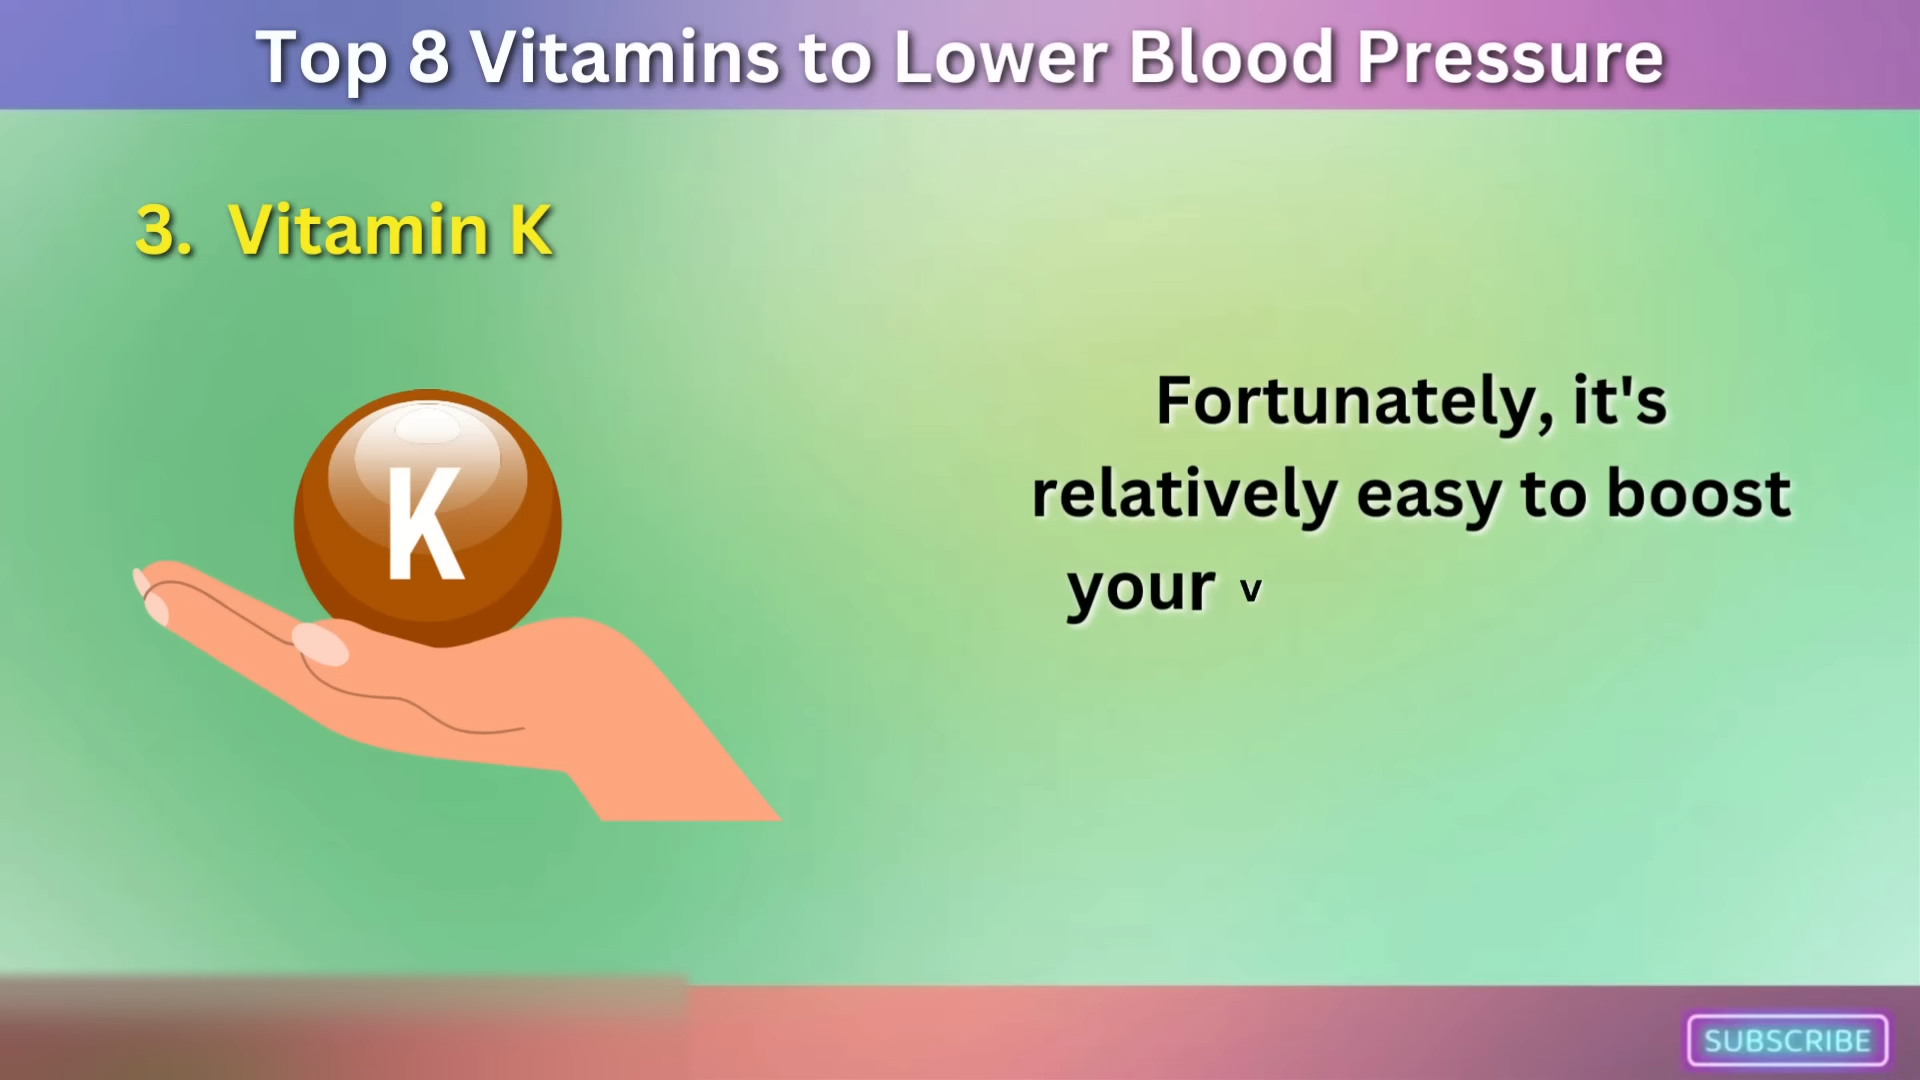 Top 8 Vitamins to Lower Blood Pressure
3. Vitamin K
K
Fortunately, it's
relatively easy to boost
your v
SUBSCRIBE